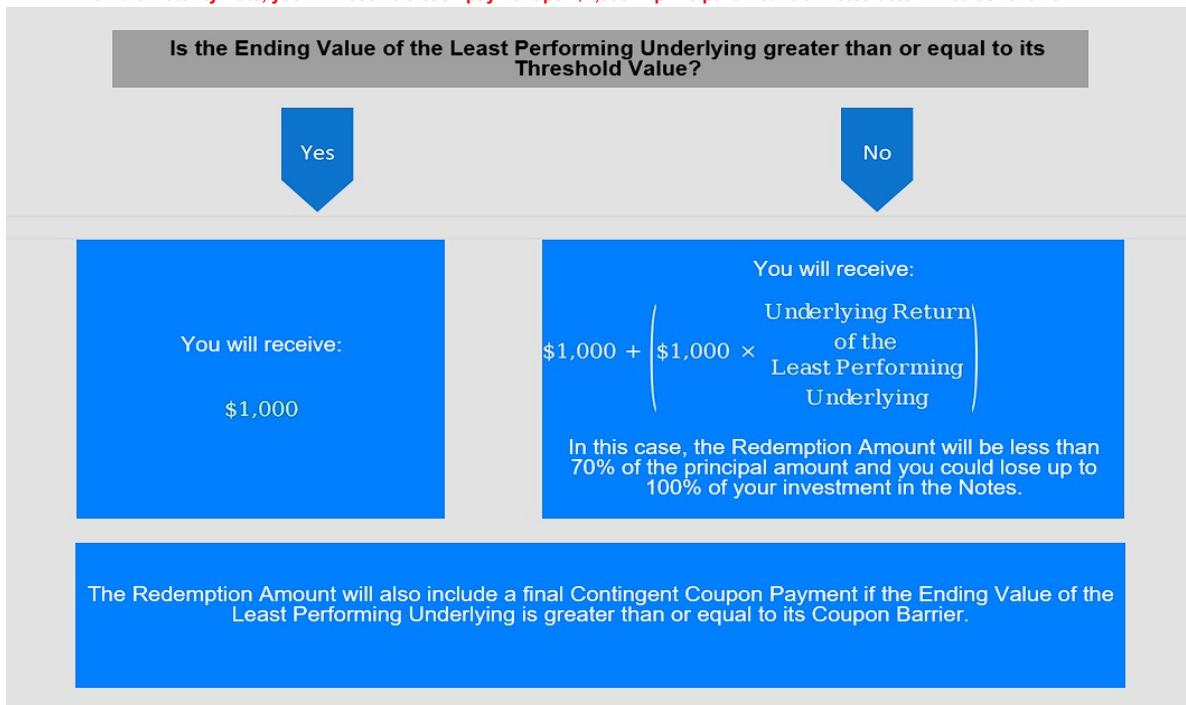 Is the Ending Value of the Least Performing Underlying greater than or equal to its
Threshold Value?
Yes
No
You will receive:
$1,000
You will receive:
$1,000 + ($1,000 × Underlying Return
of the
Least Performing
Underlying)
In this case, the Redemption Amount will be less than
70% of the principal amount and you could lose up to
100% of your investment in the Notes.
The Redemption Amount will also include a final Contingent Coupon Payment if the Ending Value of the
Least Performing Underlying is greater than or equal to its Coupon Barrier.